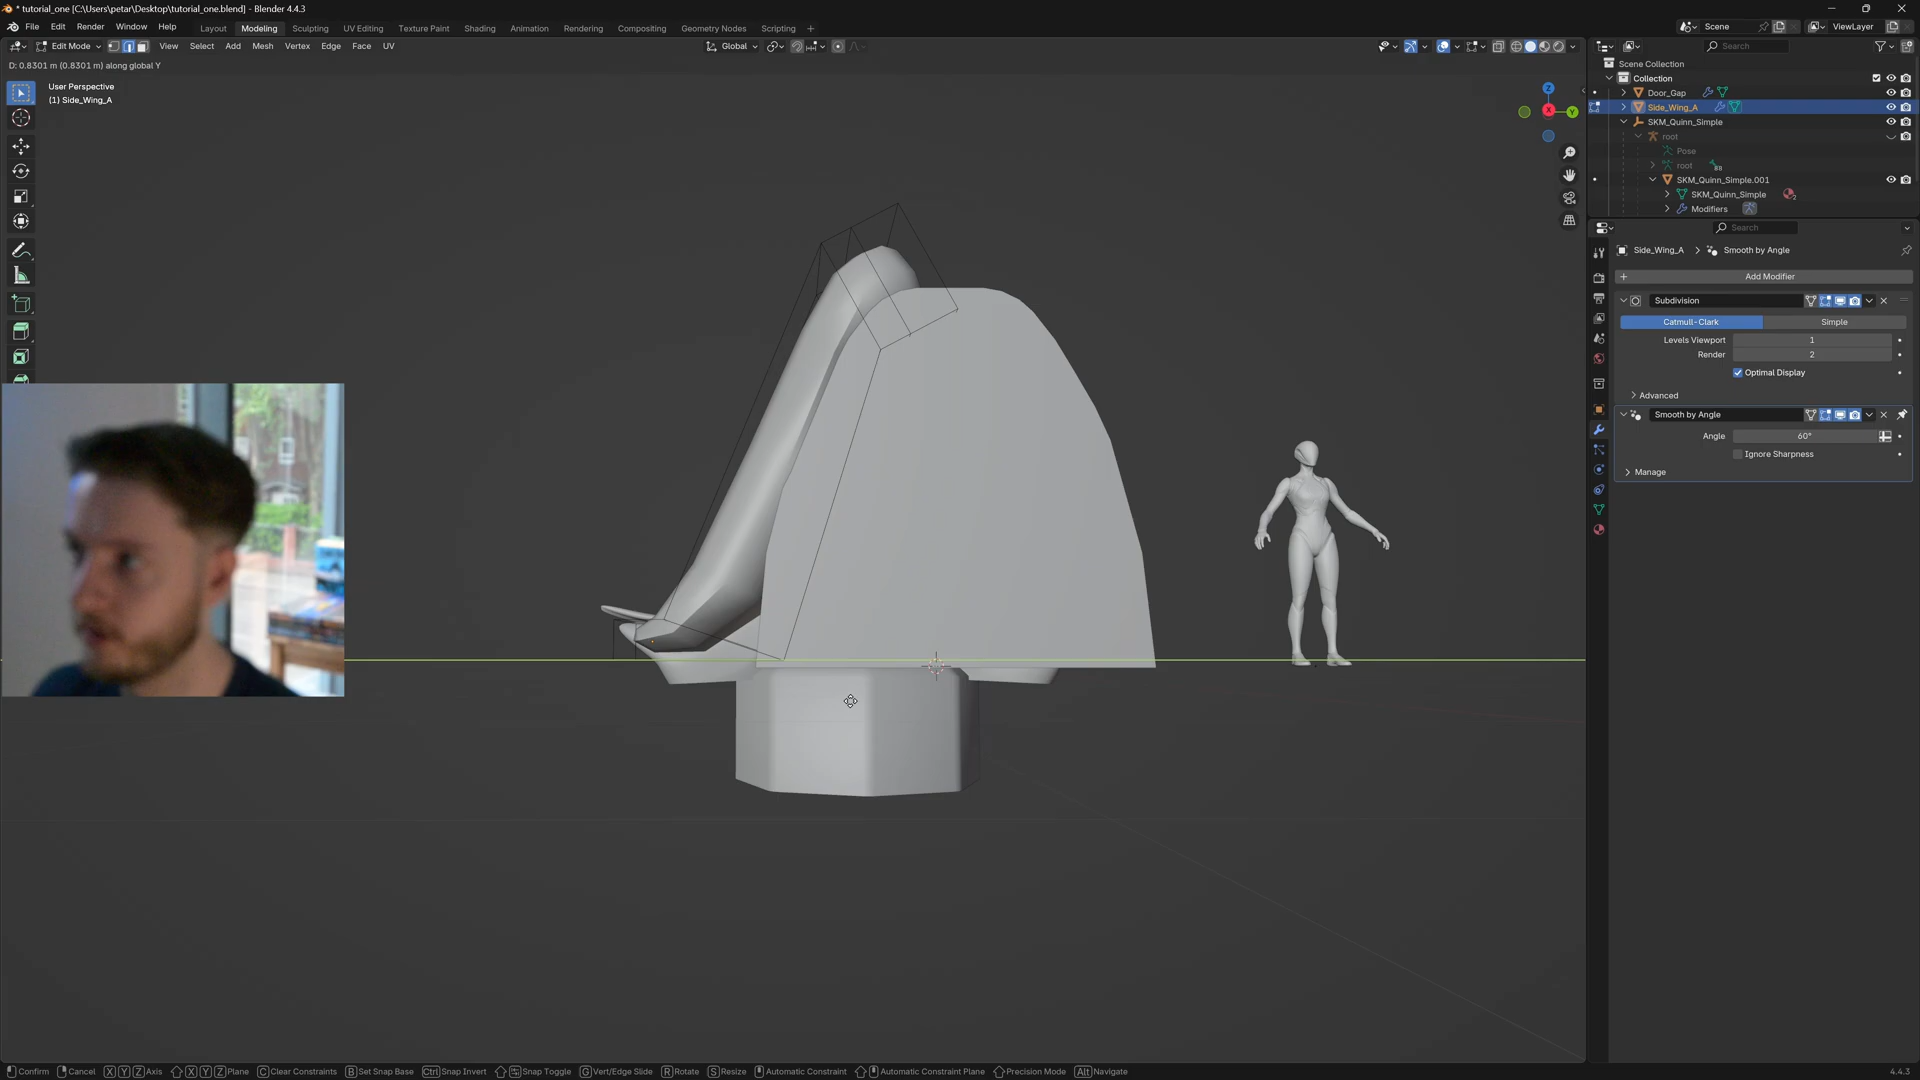 * tutorial_one [C:\Users\petar\Desktop\tutorial_one.blend] - Blender 4.4.3
File Edit Render Window Help
Layout Modeling Sculpting UV Editing Texture Paint Shading Animation Rendering Compositing Geometry Nodes Scripting +
Scene
ViewLayer
Edit Mode View Select Add Mesh Vertex Edge Face UV
Global
Search
D: 0.8301 m (0.8301 m) along global Y
User Perspective
(1) Side_Wing_A
Z
X
Y
Scene Collection
Collection
Door_Gap
Side_Wing_A
SKM_Quinn_Simple
root
Pose
root
SKM_Quinn_Simple.001
SKM_Quinn_Simple
2
Modifiers
Search
Side_Wing_A > Smooth by Angle
+ Add Modifier
Subdivision
Catmull-Clark Simple
Levels Viewport 1
Render 2
Optimal Display
Advanced
Smooth by Angle
Angle 60°
Ignore Sharpness
Manage
Confirm Cancel X Y Z Axis X Y Z Plane C Clear Constraints B Set Snap Base Ctrl Snap Invert Snap Toggle G Vert/Edge Slide R Rotate S Resize Automatic Constraint Automatic Constraint Plane Precision Mode Alt Navigate
4.4.3